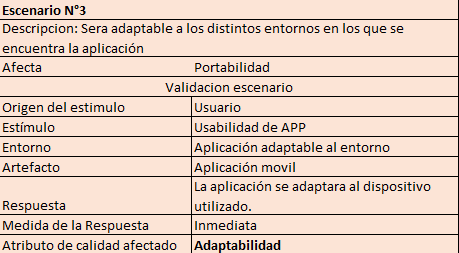 Escenario N°3
Descripcion: Sera adaptable a los distintos entornos en los que se
encuentra la aplicación
Afecta Portabilidad
Validacion escenario
Origen del estimulo Usuario
Estímulo Usabilidad de APP
Entorno Aplicación adaptable al entorno
Artefacto Aplicación movil
La aplicación se adaptara al dispositivo
Respuesta utilizado.
Medida de la Respuesta Inmediata
Atributo de calidad afectado Adaptabilidad